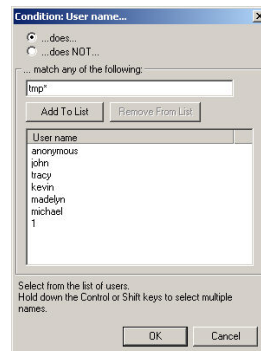 Condition: User name...
...does...
...does NOT...
... match any of the following:
tmp*
Add To List
Remove From List
User name
anonymous
john
tracy
kevin
madelyn
michael
1
Select from the list of users.
Hold down the Control or Shift keys to select multiple
names.
OK
Cancel